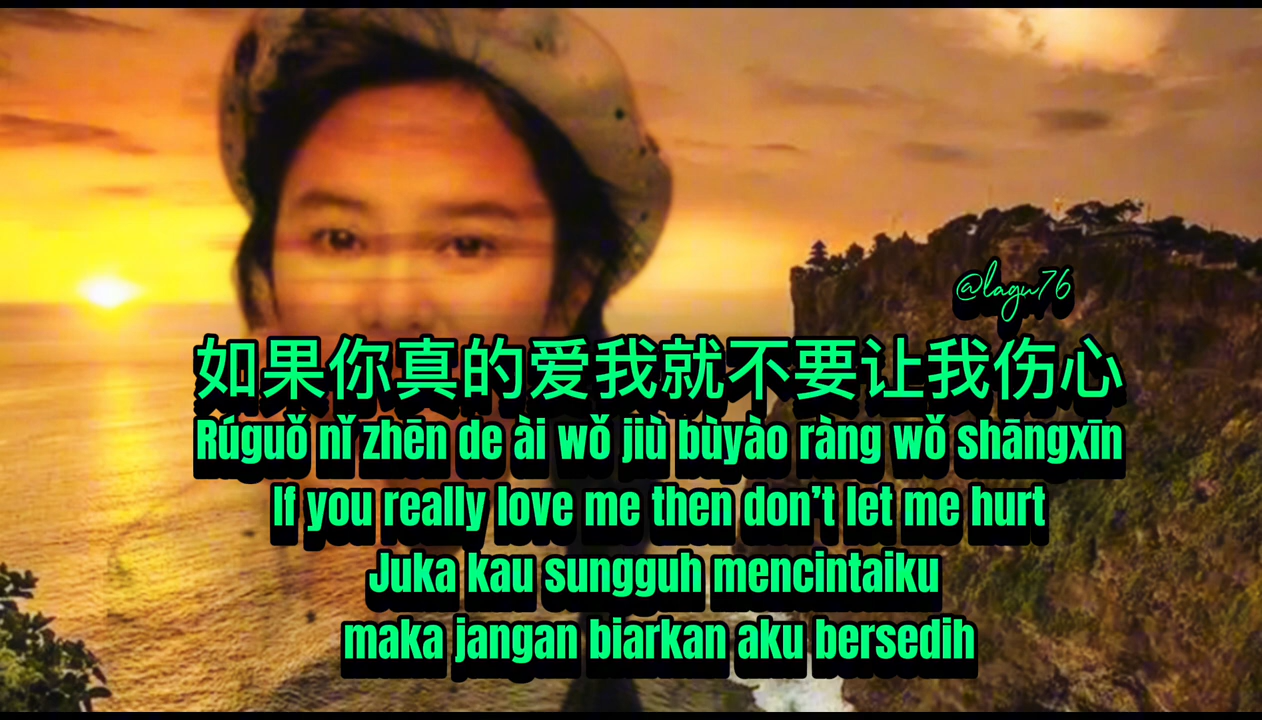 @lagu76
如果你真的爱我就不要让我伤心
Rúguǒ nǐ zhēn de ài wǒ jiù bùyào ràng wǒ shāngxīn
If you really love me then don’t let me hurt
Juka kau sungguh mencintaiku
maka jangan biarkan aku bersedih